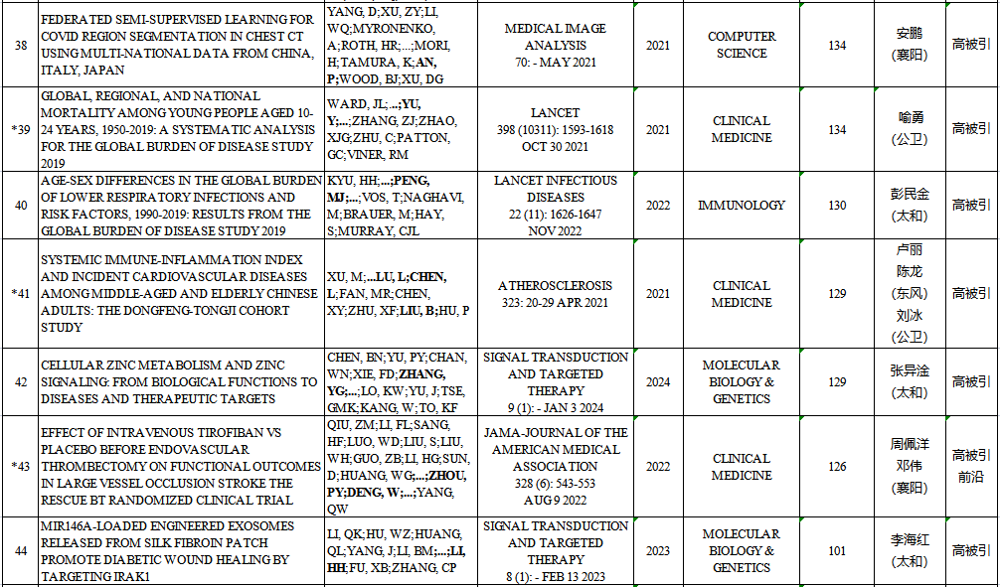 38
FEDERATED SEMI-SUPERVISED LEARNING FOR
COVID REGION SEGMENTATION IN CHEST CT
USING MULTI-NATIONAL DATA FROM CHINA,
ITALY, JAPAN
YANG, D;XU, ZY;LI,
WQ;MYRONENKO,
A;ROTH, HR;...;MORI,
H;TAMURA, K;AN,
P;WOOD, BJ;XU, DG
MEDICAL IMAGE
ANALYSIS
70: - MAY 2021
2021
COMPUTER
SCIENCE
134
安鹏
(襄阳)
高被引
*39
GLOBAL, REGIONAL, AND NATIONAL
MORTALITY AMONG YOUNG PEOPLE AGED 10-
24 YEARS, 1950-2019: A SYSTEMATIC ANALYSIS
FOR THE GLOBAL BURDEN OF DISEASE STUDY
2019
WARD, JL;...;YU,
Y;...;ZHANG, ZJ;ZHAO,
XJG;ZHU, C;PATTON,
GC;VINER, RM
LANCET
398 (10311): 1593-1618
OCT 30 2021
2021
CLINICAL
MEDICINE
134
喻勇
(公卫)
高被引
40
AGE-SEX DIFFERENCES IN THE GLOBAL BURDEN
OF LOWER RESPIRATORY INFECTIONS AND
RISK FACTORS, 1990-2019: RESULTS FROM THE
GLOBAL BURDEN OF DISEASE STUDY 2019
KYU, HH;...;PENG,
MJ;...;VOS, T;NAGHAVI,
M;BRAUER, M;HAY,
S;MURRAY, CJL
LANCET INFECTIOUS
DISEASES
22 (11): 1626-1647
NOV 2022
2022
IMMUNOLOGY
130
彭民金
(太和)
高被引
*41
SYSTEMIC IMMUNE-INFLAMMATION INDEX
AND INCIDENT CARDIOVASCULAR DISEASES
AMONG MIDDLE-AGED AND ELDERLY CHINESE
ADULTS: THE DONGFENG-TONGJI COHORT
STUDY
XU, M;...LU, L;CHEN,
L;FAN, MR;CHEN,
XY;ZHU, XF;LIU, B;HU, P
ATHEROSCLEROSIS
323: 20-29 APR 2021
2021
CLINICAL
MEDICINE
129
卢丽
陈龙
(东风)
刘冰
(公卫)
高被引
42
CELLULAR ZINC METABOLISM AND ZINC
SIGNALING: FROM BIOLOGICAL FUNCTIONS TO
DISEASES AND THERAPEUTIC TARGETS
CHEN, BN;YU, PY;CHAN,
WN;XIE, FD;ZHANG,
YG;...;LO, KW;YU, J;TSE,
GMK;KANG, W;TO, KF
SIGNAL TRANSDUCTION
AND TARGETED
THERAPY
9 (1): - JAN 3 2024
2024
MOLECULAR
BIOLOGY &
GENETICS
129
张异淦
(太和)
高被引
*43
EFFECT OF INTRAVENOUS TIROFIBAN VS
PLACEBO BEFORE ENDOVASCULAR
THROMBECTOMY ON FUNCTIONAL OUTCOMES
IN LARGE VESSEL OCCLUSION STROKE THE
RESCUE BT RANDOMIZED CLINICAL TRIAL
QIU, ZM;LI, FL;SANG,
HF;LUO, WD;LIU, S;LIU,
WH;GUO, ZB;LI, HG;SUN,
D;HUANG, WG;...;ZHOU,
PY;DENG, W;...;YANG,
QW
JAMA-JOURNAL OF THE
AMERICAN MEDICAL
ASSOCIATION
328 (6): 543-553
AUG 9 2022
2022
CLINICAL
MEDICINE
126
周佩洋
邓伟
(襄阳)
高被引
前沿
44
MIR146A-LOADED ENGINEERED EXOSOMES
RELEASED FROM SILK FIBROIN PATCH
PROMOTE DIABETIC WOUND HEALING BY
TARGETING IRAK1
LI, QK;HU, WZ;HUANG,
QL;YANG, J;LI, BM;...;LI,
HH;FU, XB;ZHANG, CP
SIGNAL TRANSDUCTION
AND TARGETED
THERAPY
8 (1): - FEB 13 2023
2023
MOLECULAR
BIOLOGY &
GENETICS
101
李海红
(太和)
高被引